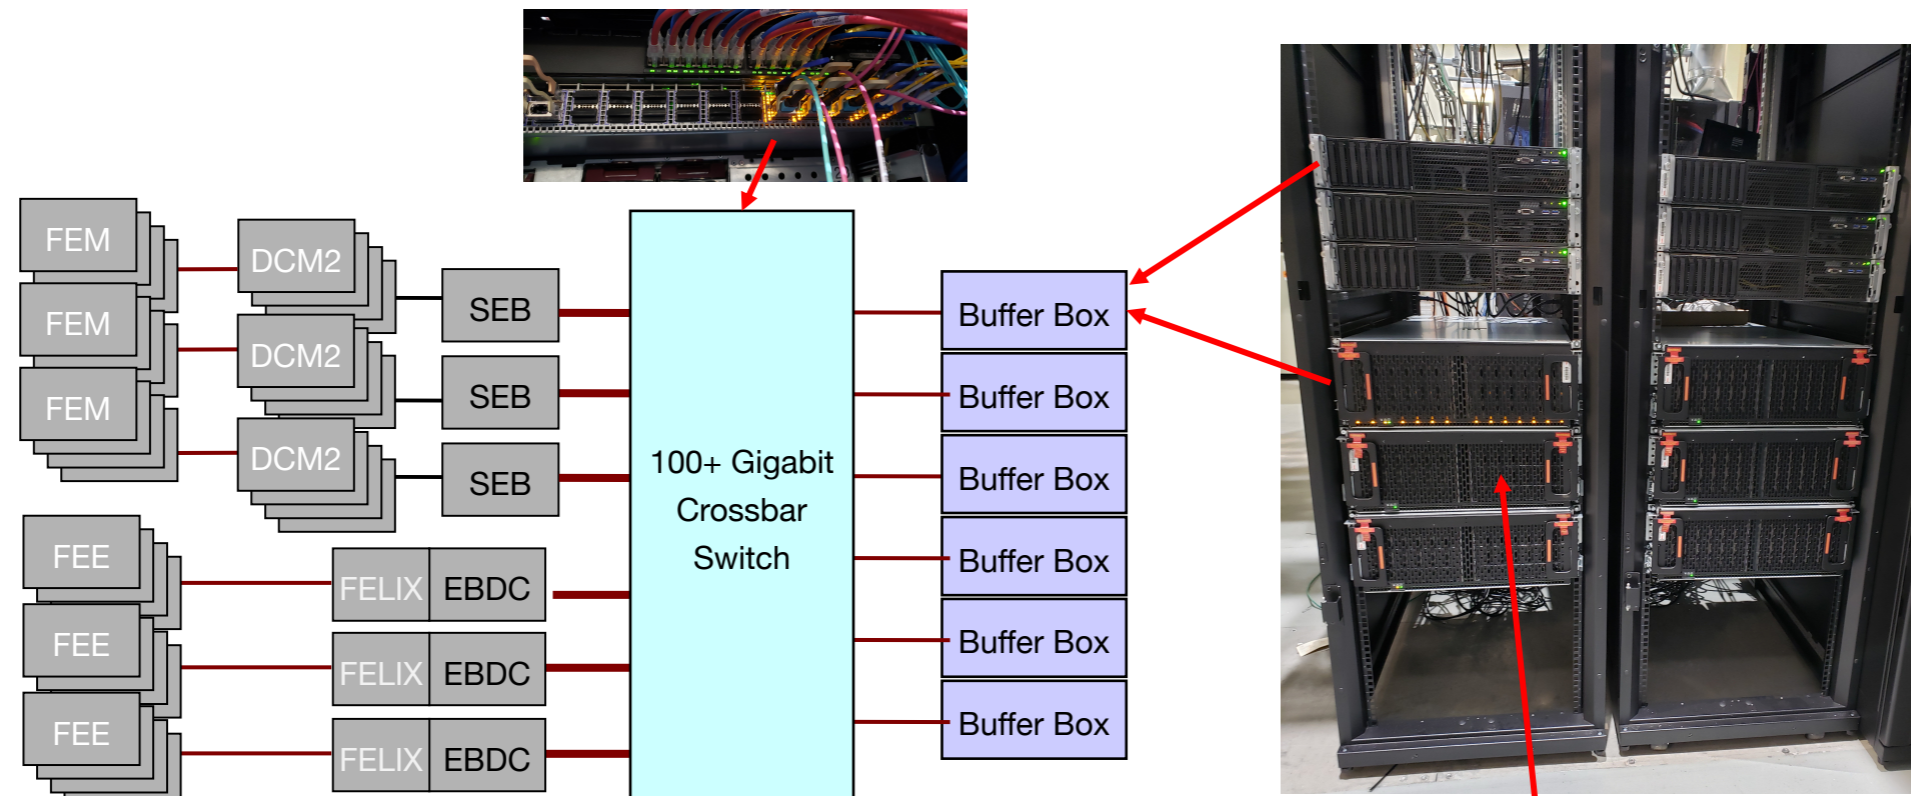 FEM
FEM
FEM
DCM2
DCM2
DCM2
SEB
SEB
SEB
FEE
FEE
FEE
FELIX EBDC
FELIX EBDC
FELIX EBDC
100+ Gigabit
Crossbar
Switch
Buffer Box
Buffer Box
Buffer Box
Buffer Box
Buffer Box
Buffer Box